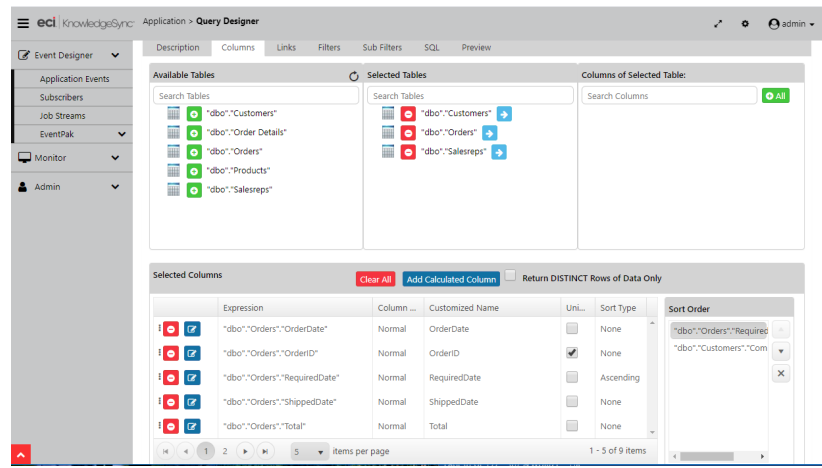 eci KnowledgeSync
Application > Query Designer
admin
Event Designer
Application Events
Subscribers
Job Streams
EventPak
Monitor
Admin
Description Columns Links Filters Sub Filters SQL Preview
Available Tables
Search Tables
"dbo"."Customers"
"dbo"."Order Details"
"dbo"."Orders"
"dbo"."Products"
"dbo"."Salesreps"
Selected Tables
Search Tables
"dbo"."Customers"
"dbo"."Orders"
"dbo"."Salesreps"
Columns of Selected Table:
Search Columns
All
Selected Columns
Clear All Add Calculated Column Return DISTINCT Rows of Data Only
Expression Column ... Customized Name Uni... Sort Type
"dbo"."Orders"."OrderDate" Normal OrderDate None
"dbo"."Orders"."OrderID" Normal OrderID None
"dbo"."Orders"."RequiredDate" Normal RequiredDate Ascending
"dbo"."Orders"."ShippedDate" Normal ShippedDate None
"dbo"."Orders"."Total" Normal Total None
1 2 5 items per page 1 - 5 of 9 items
Sort Order
"dbo"."Orders"."Required
"dbo"."Customers"."Com